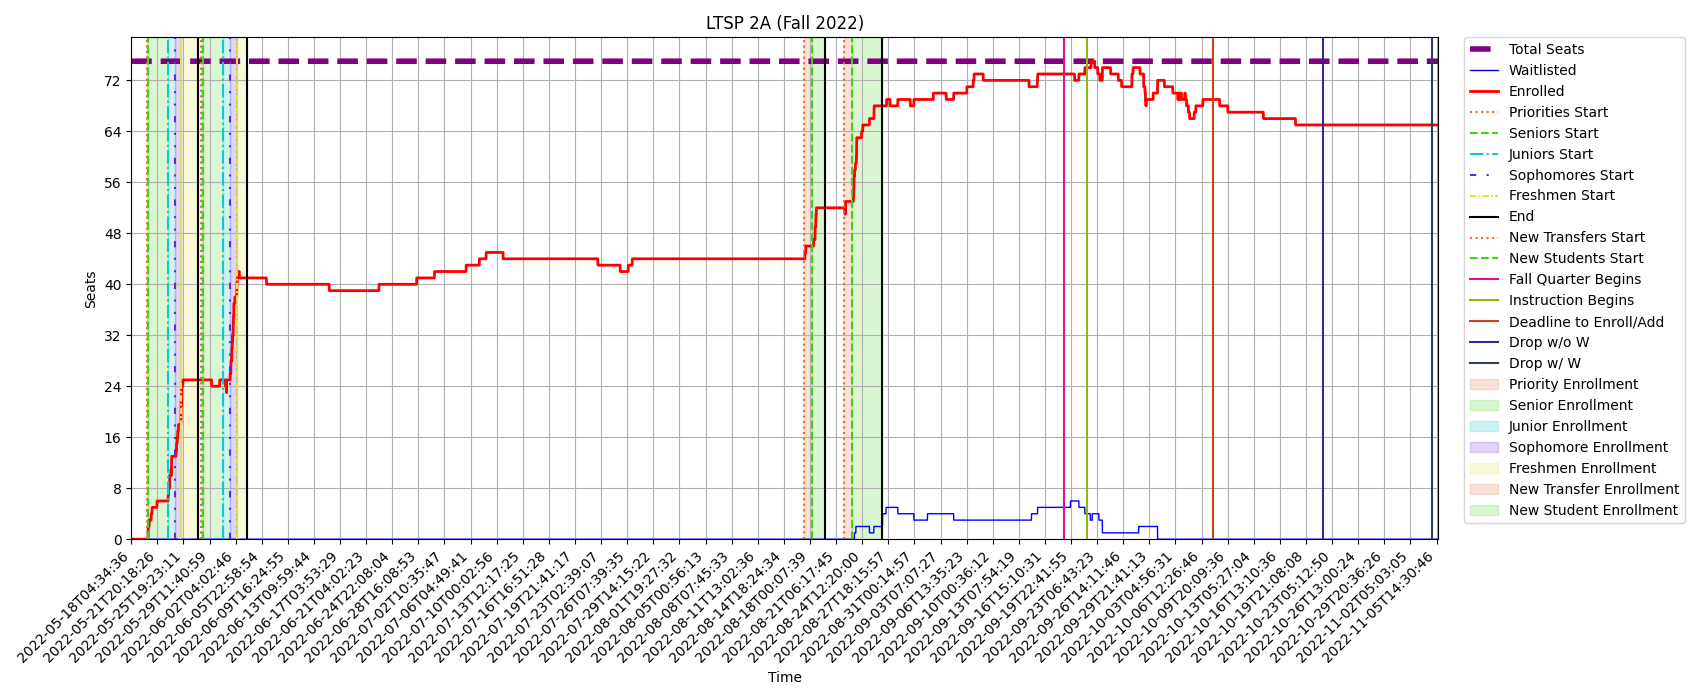 LTSP 2A (Fall 2022)
Seats
72
64
56
48
40
32
24
16
8
0
2022-05-18T04:34:36
2022-05-21T20:18:26
2022-05-25T19:23:11
2022-05-29T11:40:59
2022-06-02T04:02:46
2022-06-05T22:58:54
2022-06-09T16:24:55
2022-06-13T09:59:44
2022-06-17T03:53:29
2022-06-21T04:02:23
2022-06-24T22:08:04
2022-06-28T16:08:53
2022-07-02T10:35:47
2022-07-06T04:49:41
2022-07-10T00:02:56
2022-07-13T12:17:25
2022-07-16T16:51:28
2022-07-19T21:41:17
2022-07-23T02:39:07
2022-07-26T07:39:35
2022-07-29T14:15:22
2022-08-01T19:27:32
2022-08-05T00:56:13
2022-08-08T07:45:33
2022-08-11T13:02:36
2022-08-14T18:24:34
2022-08-18T00:07:39
2022-08-21T06:17:45
2022-08-24T12:20:00
2022-08-27T18:15:57
2022-08-31T00:14:57
2022-09-03T07:07:27
2022-09-06T13:35:23
2022-09-10T00:36:12
2022-09-13T07:54:19
2022-09-16T15:10:31
2022-09-19T22:41:55
2022-09-23T06:43:23
2022-09-26T14:11:46
2022-09-29T21:41:13
2022-10-03T04:56:31
2022-10-06T12:26:46
2022-10-09T20:09:36
2022-10-13T05:27:04
2022-10-16T13:10:36
2022-10-19T21:08:08
2022-10-23T05:12:50
2022-10-26T13:00:24
2022-10-29T20:36:26
2022-11-02T05:03:05
2022-11-05T14:30:46
Time
Total Seats
Waitlisted
Enrolled
Priorities Start
Seniors Start
Juniors Start
Sophomores Start
Freshmen Start
End
New Transfers Start
New Students Start
Fall Quarter Begins
Instruction Begins
Deadline to Enroll/Add
Drop w/o W
Drop w/ W
Priority Enrollment
Senior Enrollment
Junior Enrollment
Sophomore Enrollment
Freshmen Enrollment
New Transfer Enrollment
New Student Enrollment